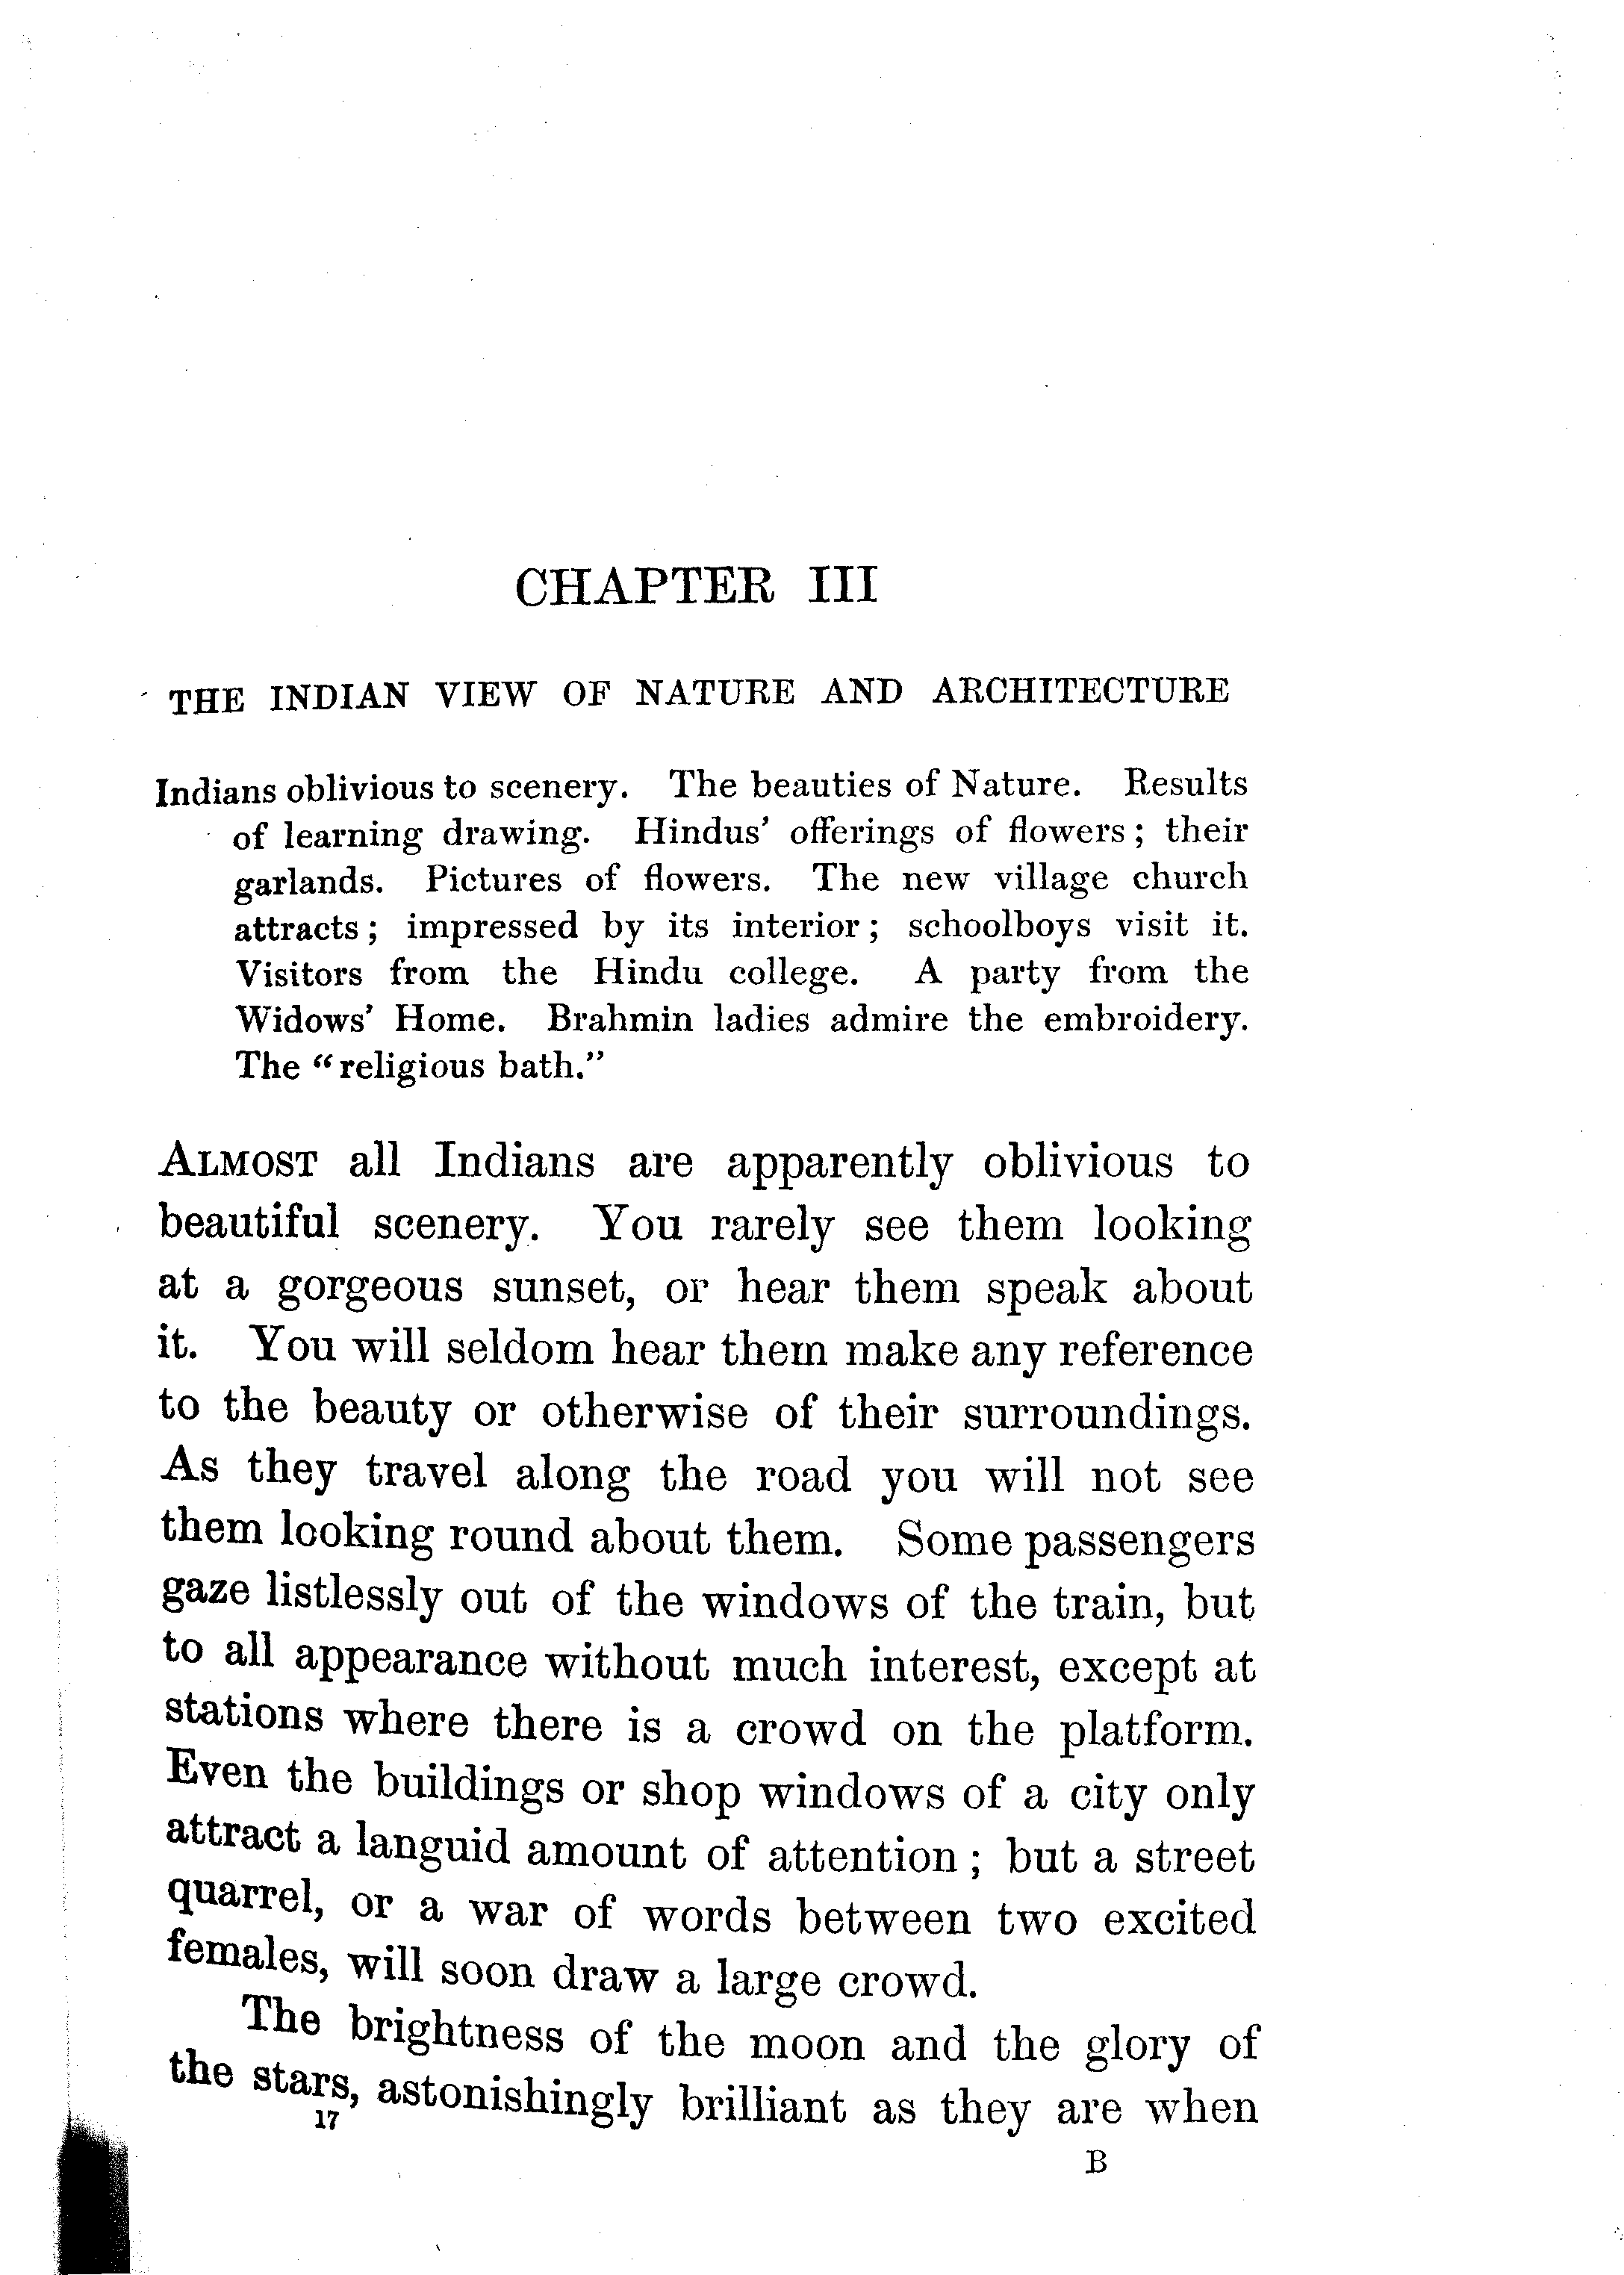 CHAPTER III
THE INDIAN VIEW OF NATURE AND ARCHITECTURE
Indians oblivious to scenery. The beauties of Nature. Results
of learning drawing. Hindus' offerings of flowers; their
garlands. Pictures of flowers. The new village church
attracts; impressed by its interior; schoolboys visit it.
Visitors from the Hindu college. A party from the
Widows' Home. Brahmin ladies admire the embroidery.
The "religious bath."
ALMOST all Indians are apparently oblivious to
beautiful scenery. You rarely see them looking
at a gorgeous sunset, or hear them speak about
it. You will seldom hear them make any reference
to the beauty or otherwise of their surroundings.
As they travel along the road you will not see
them looking round about them. Some passengers
gaze listlessly out of the windows of the train, but
to all appearance without much interest, except at
stations where there is a crowd on the platform.
Even the buildings or shop windows of a city only
attract a languid amount of attention; but a street
quarrel, or a war of words between two excited
females, will soon draw a large crowd.
The brightness of the moon and the glory of
the stars, astonishingly brilliant as they are when
17
B